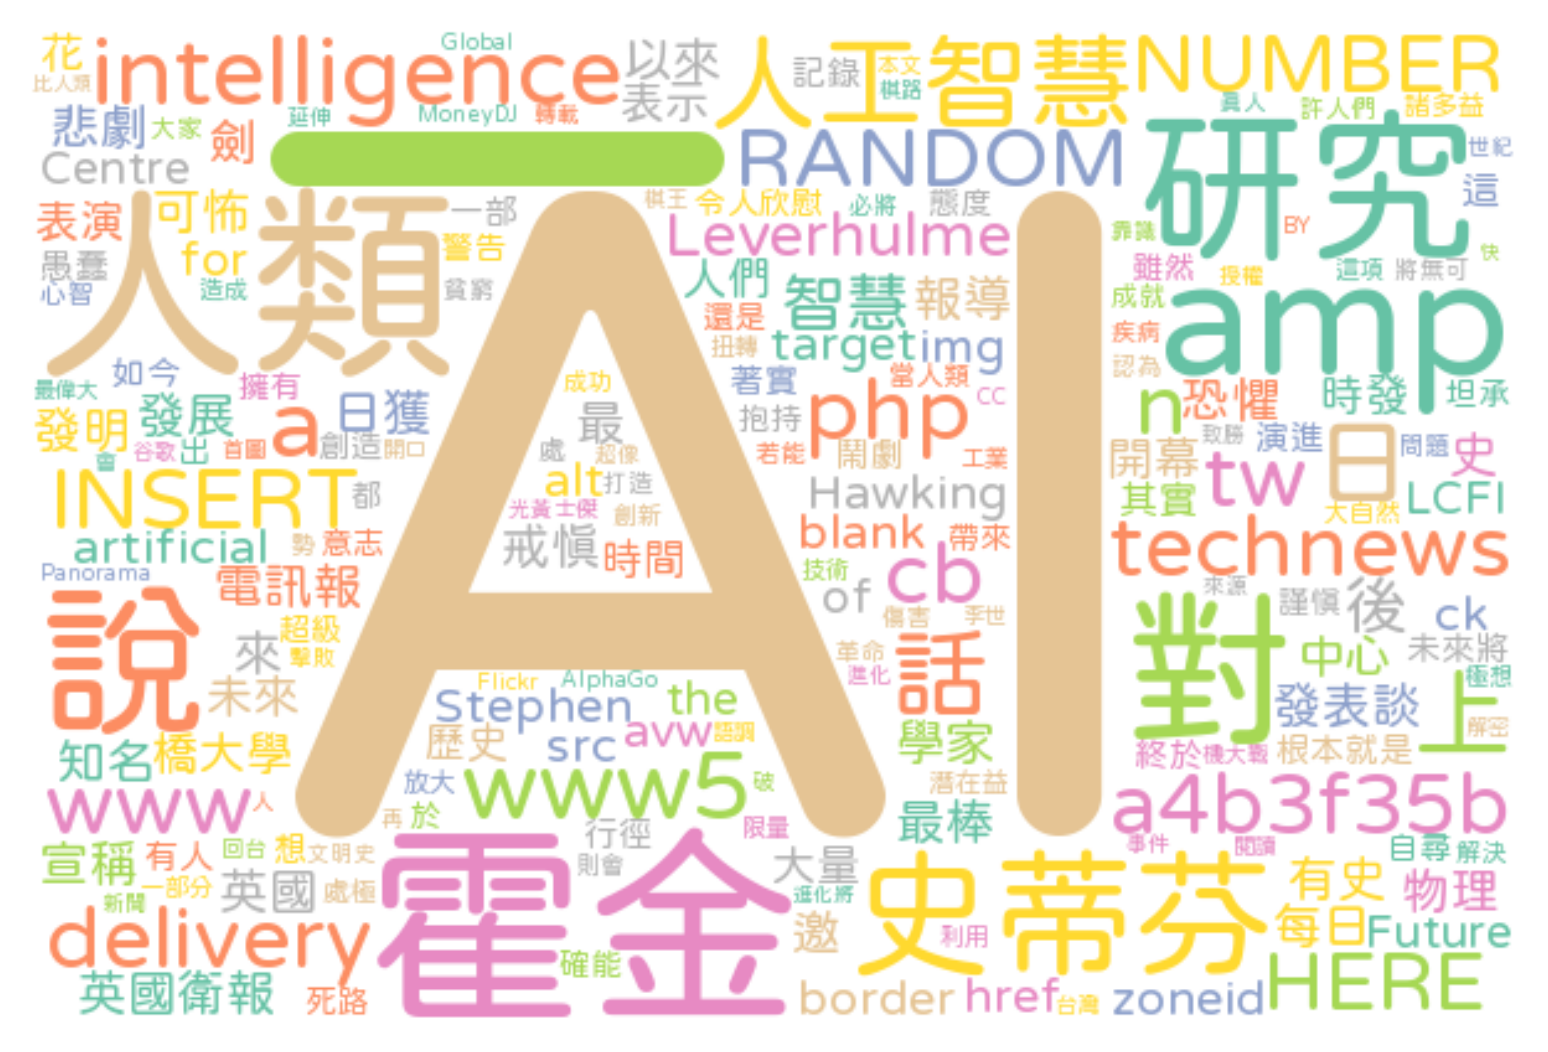 花 intelligence Global 以來 人工智慧 記錄 本文 NUMBER
比人類 表示 棋路
悲劇 大家 劍 延伸 MoneyDJ 轉載 真人 許人們 諸多益
Centre 一 RANDOM 研究 世紀
人類 AI
表演 可怖 一部 棋王 令人欣慰 必將 態度 這
for 警告 Leverhulme 靠識 BY
愚蠢 雖然 授權 這項 將無可 快
心智 造成 貧窮 人們 智慧 報導 成就 amp
還是 疾病
如今 扭轉 target img 認為
最偉大 擁有 成功 著實 當人類 恐懼 時發 坦承
發明 發展 a 日獲 最 抱持 php CC n
谷歌 出 首圖 創造 開口 處 超像 若能 鬧劇 工業 開幕 致勝 演進 日 問題 史
會 INSERT 都 alt 打造 Hawking tw LCFI
光黃士傑 創新 其實 大自然
artificial 勢 意志 戒慎 時間 blank 帶來 technews
Panorama 電訊報 技術 cb 來源
說 of 傷害 李世 對 謹慎 後 ck
來 超級 擊敗 革命 話 中心 未來將
未來 Flickr AlphaGo 進化 極想
Stephen the 發表談 上 解密
知名 橋大學 歷史 src avw 語調 學家 終於 機大戰 根本就是
www 人 放大 www5 破 潛在益 a4b3f35b
再 於 行徑 限量 最棒 事件 閱讀
宣稱 有人 回台 想 文明史 霍金 則會 大量 史蒂芬 自尋 解決
新聞 一部分 英國 處極 進化將 有史 物理
delivery 邀 利用 每日 Future
英國衛報 死路 確能 border href 台灣 zoneid HERE